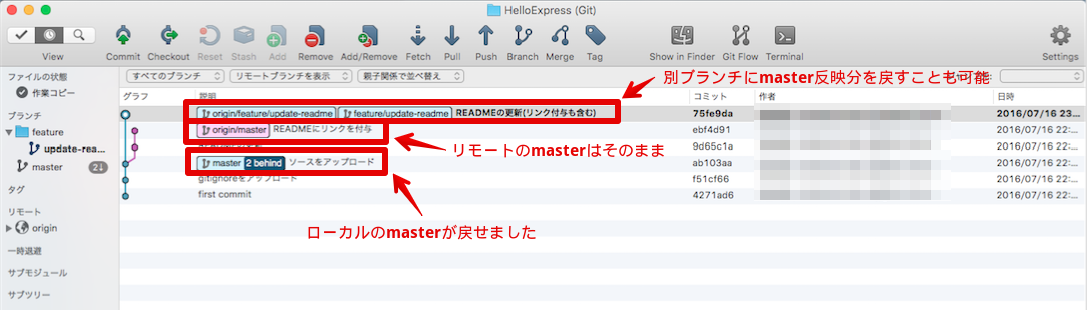 HelloExpress (Git)
View Commit Checkout Reset Stash Add Remove Add/Remove Fetch Pull Push Branch Merge Tag Show in Finder Git Flow Terminal Settings
ファイルの状態 すべてのブランチ リモートブランチを表示 親子関係で並べ替え
別ブランチにmaster反映分を戻すことも可能
作業コピー グラフ 説明 コミット 作者 日時
origin/feature/update-readme feature/update-readme READMEの更新(リンク付与も含む) 75fe9da 2016/07/16 23...
ブランチ origin/master READMEにリンクを付与 ebf4d91 2016/07/16 22:...
feature 9d65c1a 2016/07/16 22:...
リモートのmasterはそのまま
update-rea...
master 2↓ master 2 behind ソースをアップロード ab103aa 2016/07/16 22:...
gitignoreをアップロード f51cf66 2016/07/16 22:...
タグ first commit 4271ad6 2016/07/16 22:...
リモート
origin
ローカルのmasterが戻せました
一時退避
サブモジュール
サブツリー